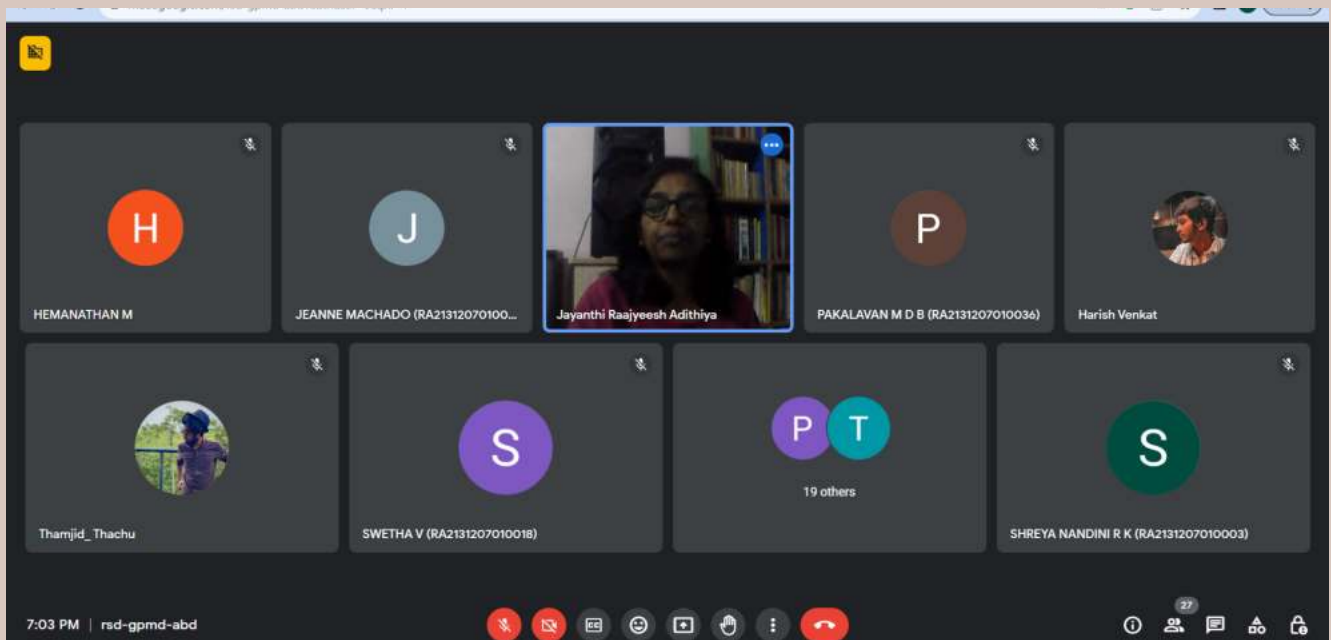 H
HEMANATHAN M
J
JEANNE MACHADO (RA21312070100...
Jayanthi Raajyeesh Adithiya
P
PAKALAVAN M D B (RA2131207010036)
Harish Venkat
Thamjid_Thachu
S
SWETHA V (RA2131207010018)
P T
19 others
S
SHREYA NANDINI R K (RA2131207010003)
7:03 PM | rsd-gpmd-abd
CC
27